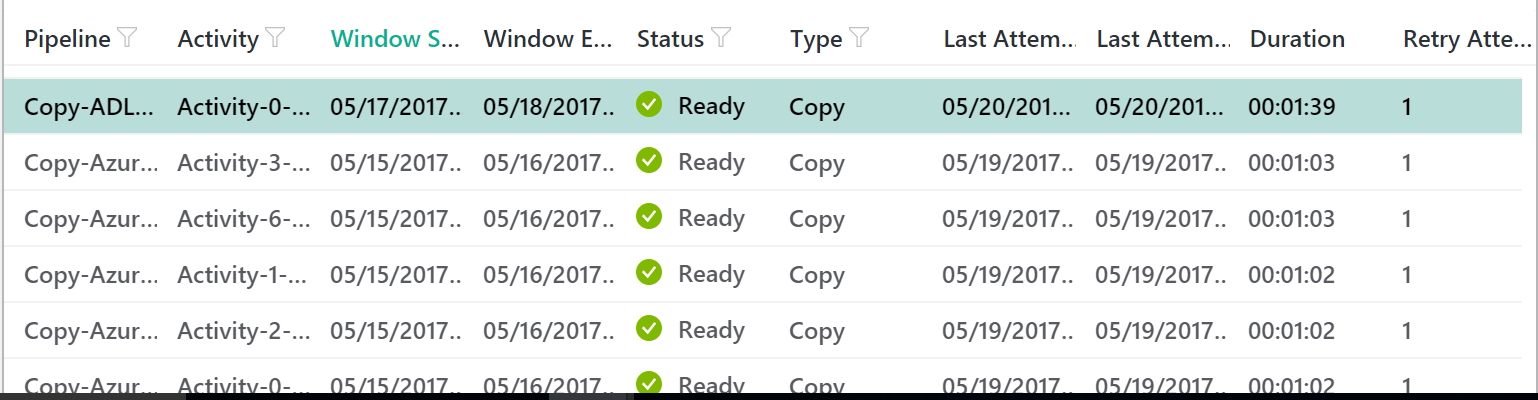 Pipeline Activity Window S... Window E... Status Type Last Attem... Last Attem... Duration Retry Atte...
Copy-ADL... Activity-0-... 05/17/2017.. 05/18/2017.. Ready Copy 05/20/201... 05/20/201... 00:01:39 1
Copy-Azur... Activity-3-... 05/15/2017.. 05/16/2017.. Ready Copy 05/19/2017.. 05/19/2017.. 00:01:03 1
Copy-Azur... Activity-6-... 05/15/2017.. 05/16/2017.. Ready Copy 05/19/2017.. 05/19/2017.. 00:01:03 1
Copy-Azur... Activity-1-... 05/15/2017.. 05/16/2017.. Ready Copy 05/19/2017.. 05/19/2017.. 00:01:02 1
Copy-Azur... Activity-2-... 05/15/2017.. 05/16/2017.. Ready Copy 05/19/2017.. 05/19/2017.. 00:01:02 1
Copy-Azur... Activity-0-... 05/15/2017.. 05/16/2017.. Ready Copy 05/19/2017.. 05/19/2017.. 00:01:02 1